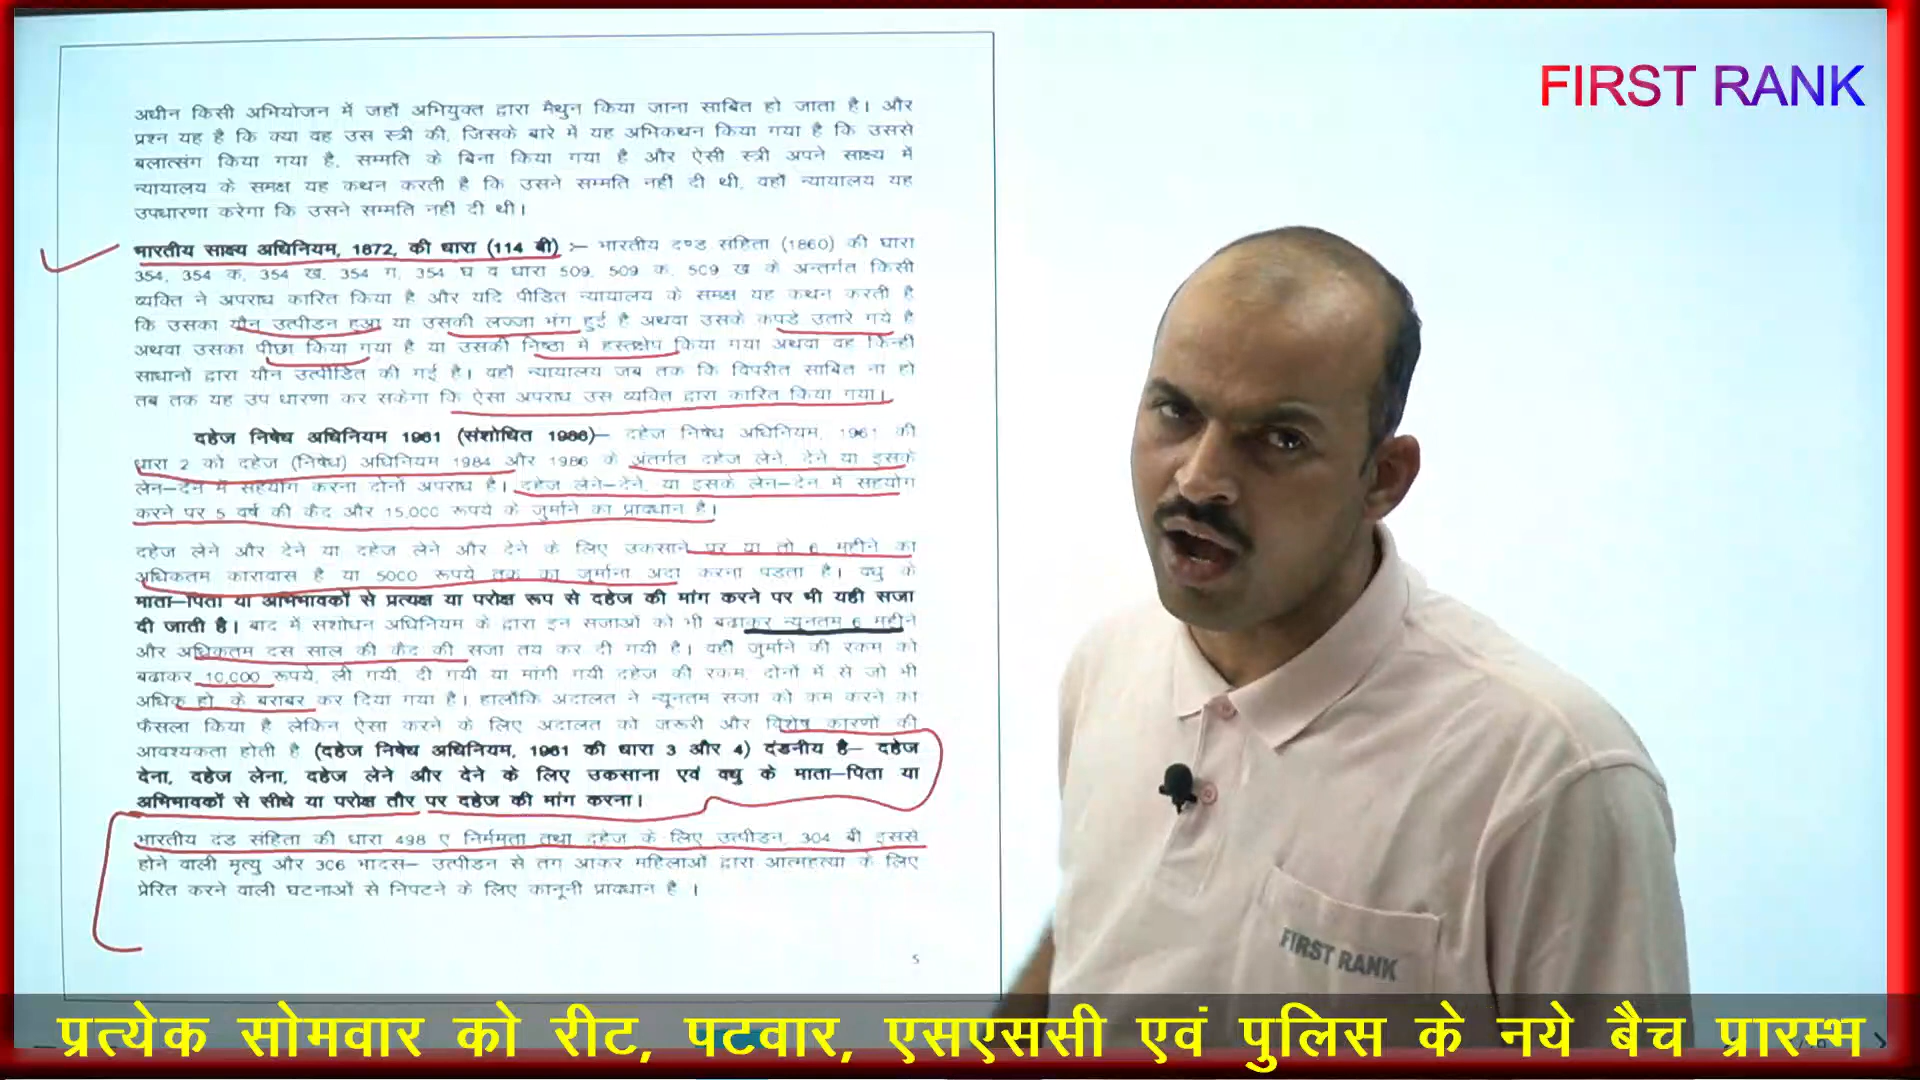 FIRST RANK
अधीन किसी अभियोजन में जहाँ अभियुक्त द्वारा मैथुन किया जाना साबित हो जाता है। और
प्रश्न यह है कि क्या वह उस स्त्री की, जिसके बारे में यह अभिकथन किया गया है कि उससे
बलात्संग किया गया है, सम्मति के बिना किया गया है और ऐसी स्त्री अपने साक्ष्य में
न्यायालय के समक्ष यह कथन करती है कि उसने सम्मति नहीं दी थी, वहाँ न्यायालय यह
उपधारणा करेगा कि उसने सम्मति नहीं दी थी।
भारतीय साक्ष्य अधिनियम, 1872, की धारा (114 बी) :– भारतीय दण्ड संहिता (1860) की धारा
354, 354 क, 354 ख, 354 ग, 354 घ व धारा 509, 509 क, 509 ख के अन्तर्गत किसी
व्यक्ति ने अपराध कारित किया है और यदि पीडित न्यायालय के समक्ष यह कथन करती है
कि उसका यौन उत्पीडन हुआ या उसकी लज्जा भंग हुई है अथवा उसके कपडे उतारे गये है
अथवा उसका पीछा किया गया है या उसकी निष्ठा में हस्तक्षेप किया गया अथवा वह किन्ही
साधानों द्वारा यौन उत्पीडित की गई है। वहाँ न्यायालय जब तक कि विपरीत साबित ना हो
तब तक यह उप धारणा कर सकेगा कि ऐसा अपराध उस व्यक्ति द्वारा कारित किया गया।
दहेज निषेध अधिनियम 1961 (संशोधित 1986)– दहेज निषेध अधिनियम, 1961 की
धारा 2 को दहेज (निषेध) अधिनियम 1984 और 1986 के अंतर्गत दहेज लेने, देने या इसके
लेन–देन में सहयोग करना दोनों अपराध है। दहेज लेने–देने, या इसके लेन–देन में सहयोग
करने पर 5 वर्ष की कैद और 15,000 रूपये के जुर्माने का प्रावधान है।
दहेज लेने और देने या दहेज लेने और देने के लिए उकसाने पर या तो 6 महीने का
अधिकतम कारावास है या 5000 रूपये तक का जुर्माना अदा करना पडता है। वधु के
माता–पिता या अभिभावकों से प्रत्यक्ष या परोक्ष रूप से दहेज की मांग करने पर भी यही सजा
दी जाती है। बाद में संशोधन अधिनियम के द्वारा इन सजाओं को भी बढाकर न्यूनतम 6 महीने
और अधिकतम दस साल की कैद की सजा तय कर दी गयी है। वहीं जुर्माने की रकम को
बढाकर 10,000 रूपये, ली गयी, दी गयी या मांगी गयी दहेज की रकम, दोनों में से जो भी
अधिक हो, के बराबर कर दिया गया है। हालाँकि अदालत ने न्यूनतम सजा को कम करने का
फैसला किया है लेकिन ऐसा करने के लिए अदालत को जरूरी और विशेष कारणों की
आवश्यकता होती है (दहेज निषेध अधिनियम, 1961 की धारा 3 और 4) दंडनीय है– दहेज
देना, दहेज लेना, दहेज लेने और देने के लिए उकसाना एवं वधु के माता–पिता या
अभिभावकों से सीधे या परोक्ष तौर पर दहेज की मांग करना।
भारतीय दंड संहिता की धारा 498 ए निर्ममता तथा दहेज के लिए उत्पीडन, 304 बी इससे
होने वाली मृत्यु और 306 भादस– उत्पीडन से तंग आकर महिलाओं द्वारा आत्महत्या के लिए
प्रेरित करने वाली घटनाओं से निपटने के लिए कानूनी प्रावधान है ।
5
FIRST RANK
प्रत्येक सोमवार को रीट, पटवार, एसएससी एवं पुलिस के नये बैच प्रारम्भ